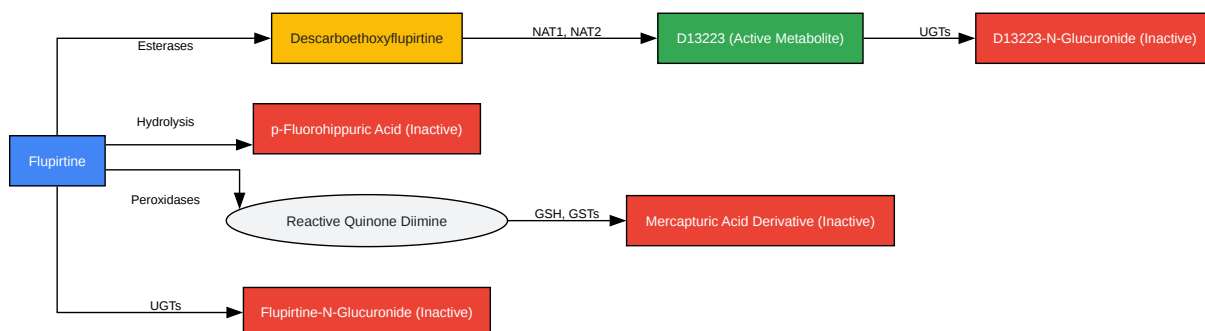 Esterases
Descarboethoxyflupirtine
NAT1, NAT2
D13223 (Active Metabolite)
UGTs
D13223-N-Glucuronide (Inactive)
Hydrolysis
p-Fluorohippuric Acid (Inactive)
Flupirtine
Peroxidases
Reactive Quinone Diimine
GSH, GSTs
Mercapturic Acid Derivative (Inactive)
UGTs
Flupirtine-N-Glucuronide (Inactive)